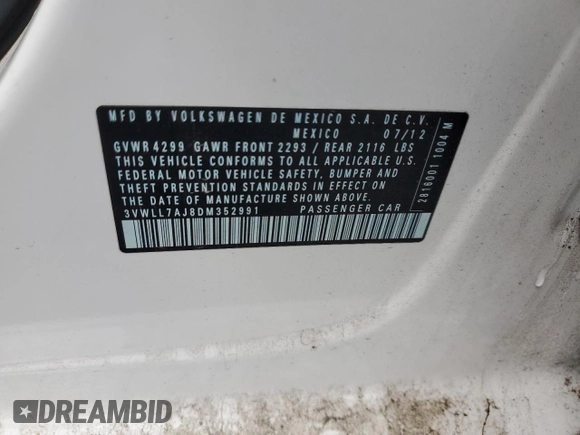 MFD BY VOLKSWAGEN DE MEXICO S.A. DE C.V.
MEXICO 07/12
GVWR 4299 GAWR FRONT 2293 / REAR 2116 LBS
THIS VEHICLE CONFORMS TO ALL APPLICABLE U.S.
FEDERAL MOTOR VEHICLE SAFETY, BUMPER AND
THEFT PREVENTION STANDARDS IN EFFECT ON
THE DATE OF MANUFACTURE SHOWN ABOVE.
3VWLL7AJ8DM352991 PASSENGER CAR
2816001 1004 M
DREAMBID